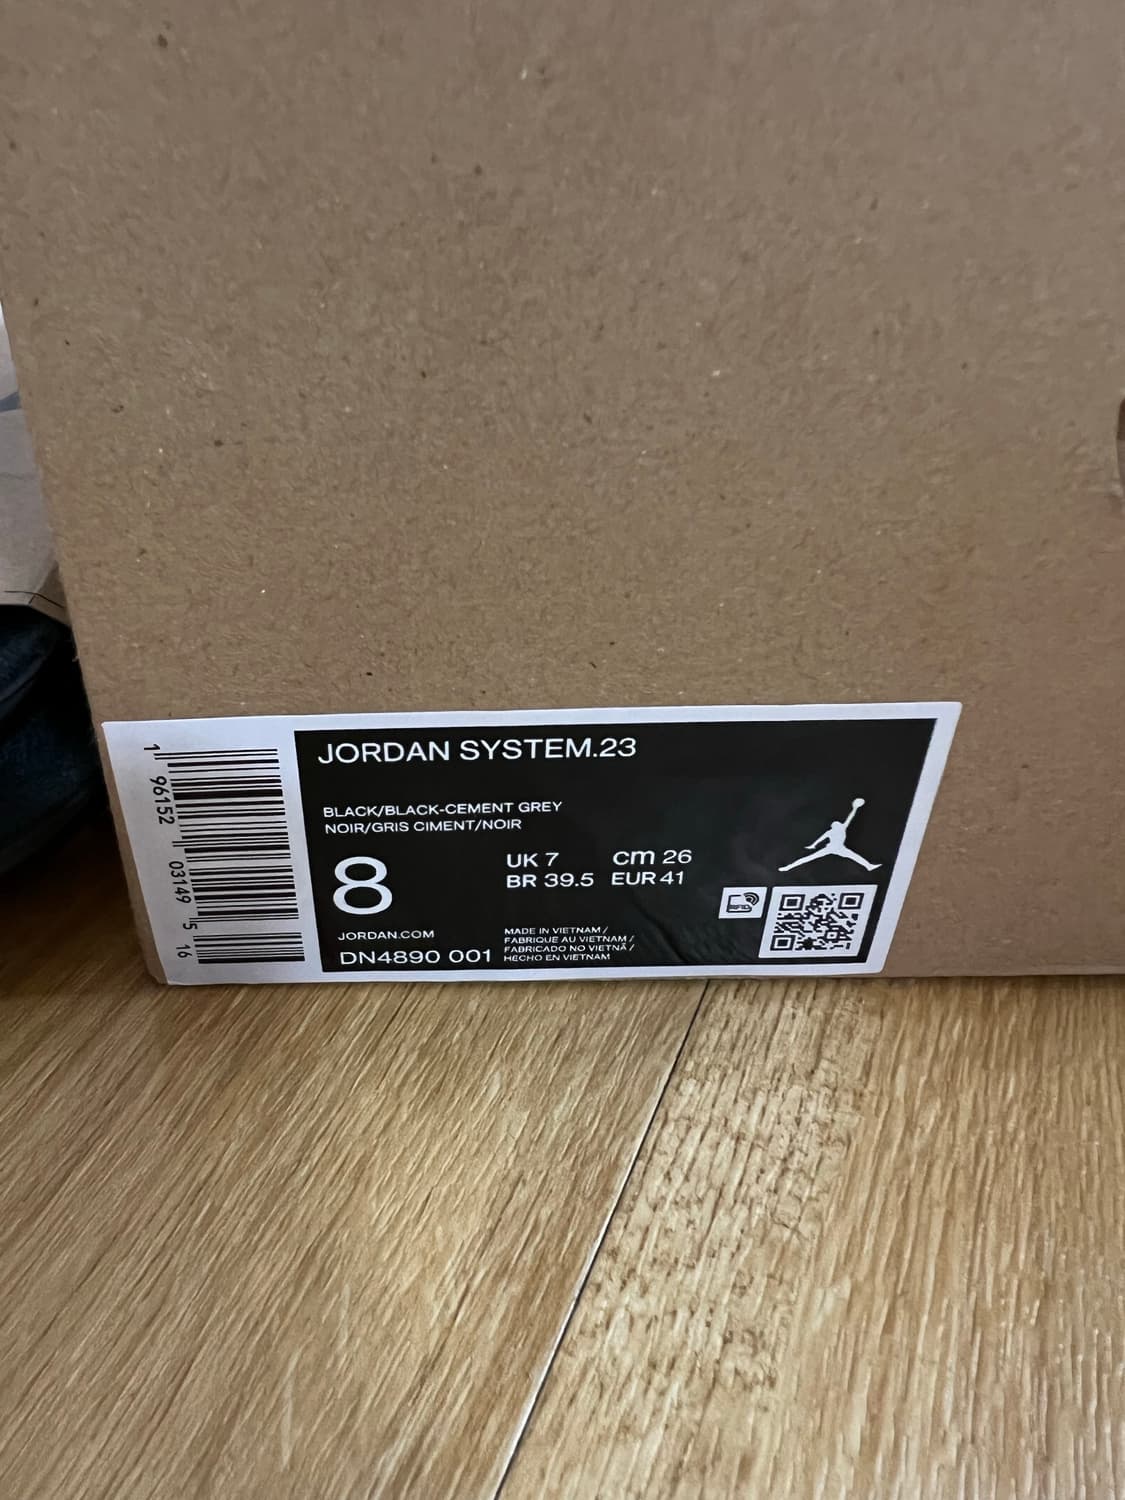 JORDAN SYSTEM.23
BLACK/BLACK-CEMENT GREY
NOIR/GRIS CIMENT/NOIR
8
UK 7 cm 26
BR 39.5 EUR 41
JORDAN.COM
DN4890 001
MADE IN VIETNAM /
FABRIQUE AU VIETNAM /
FABRICADO NO VIETNÃ /
HECHO EN VIETNAM
RFID
1 96152 03149 5 16